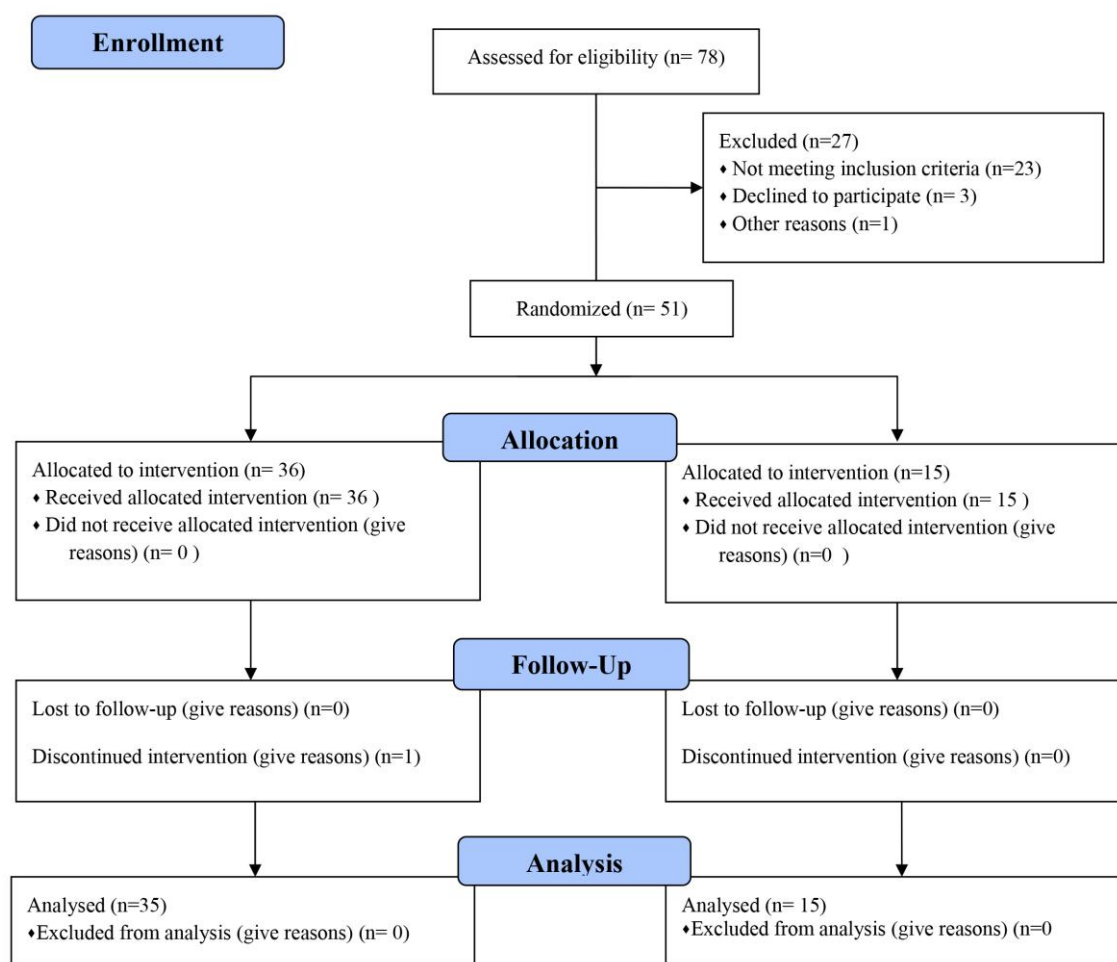 Enrollment
Assessed for eligibility (n= 78)
Excluded (n=27)
♦ Not meeting inclusion criteria (n=23)
♦ Declined to participate (n= 3)
♦ Other reasons (n=1)
Randomized (n= 51)
Allocation
Allocated to intervention (n= 36)
♦ Received allocated intervention (n= 36 )
♦ Did not receive allocated intervention (give
reasons) (n= 0 )
Allocated to intervention (n=15)
♦ Received allocated intervention (n= 15 )
♦ Did not receive allocated intervention (give
reasons) (n=0 )
Follow-Up
Lost to follow-up (give reasons) (n=0)
Discontinued intervention (give reasons) (n=1)
Lost to follow-up (give reasons) (n=0)
Discontinued intervention (give reasons) (n=0)
Analysis
Analysed (n=35)
♦Excluded from analysis (give reasons) (n= 0)
Analysed (n= 15)
♦Excluded from analysis (give reasons) (n=0